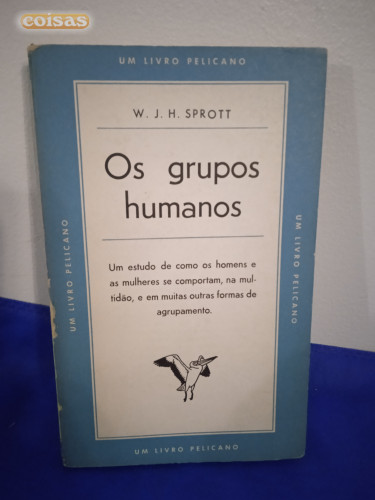 coisas
UM LIVRO PELICANO
W. J. H. SPROTT
Os grupos
humanos
Um estudo de como os homens e
as mulheres se comportam, na mul-
tidão, e em muitas outras formas de
agrupamento.
UM LIVRO PELICANO
UM LIVRO PELICANO
UM LIVRO PELICANO